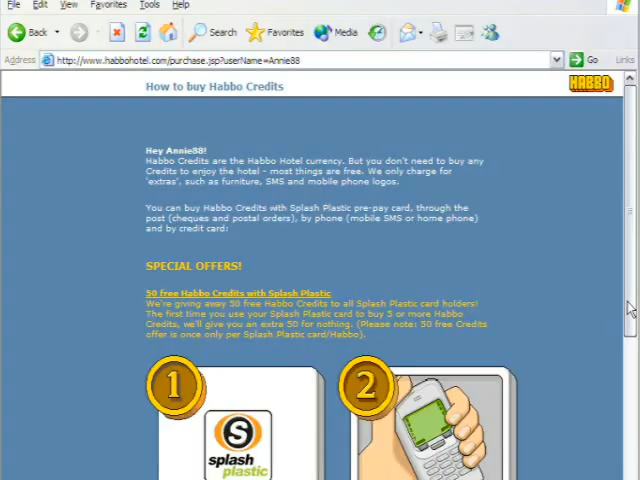 File Edit View Favorites Tools Help
Back Search Favorites Media
Address http://www.habbohotel.com/purchase.jsp?userName=Annie88 Go Links
How to buy Habbo Credits HABBO
Hey Annie88!
Habbo Credits are the Habbo Hotel currency. But you don't need to buy any
Credits to enjoy the hotel - most things are free. We only charge for
'extras', such as furniture, SMS and mobile phone logos.
You can buy Habbo Credits with Splash Plastic pre-pay card, through the
post (cheques and postal orders), by phone (mobile SMS or home phone)
and by credit card:
SPECIAL OFFERS!
50 free Habbo Credits with Splash Plastic
We're giving away 50 free Habbo Credits to all Splash Plastic card holders!
The first time you use your Splash Plastic card to buy 5 or more Habbo
Credits, we'll give you an extra 50 for nothing. (Please note: 50 free Credits
offer is once only per Splash Plastic card/Habbo).
1 2
S
splash
plastic